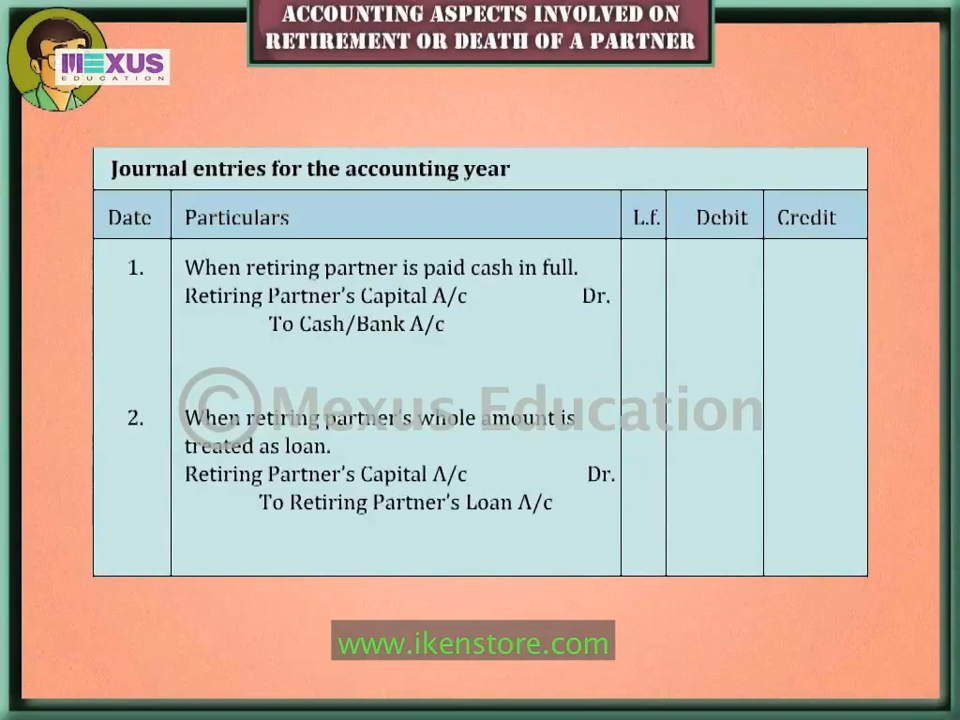 ACCOUNTING ASPECTS INVOLVED ON
RETIREMENT OR DEATH OF A PARTNER
MEXUS
EDUCATION
Journal entries for the accounting year
Date Particulars L.f. Debit Credit
1. When retiring partner is paid cash in full.
Retiring Partner's Capital A/c Dr.
To Cash/Bank A/c
© Mexus Education
2. When retiring partner's whole amount is
treated as loan.
Retiring Partner's Capital A/c Dr.
To Retiring Partner's Loan A/c
www.ikenstore.com